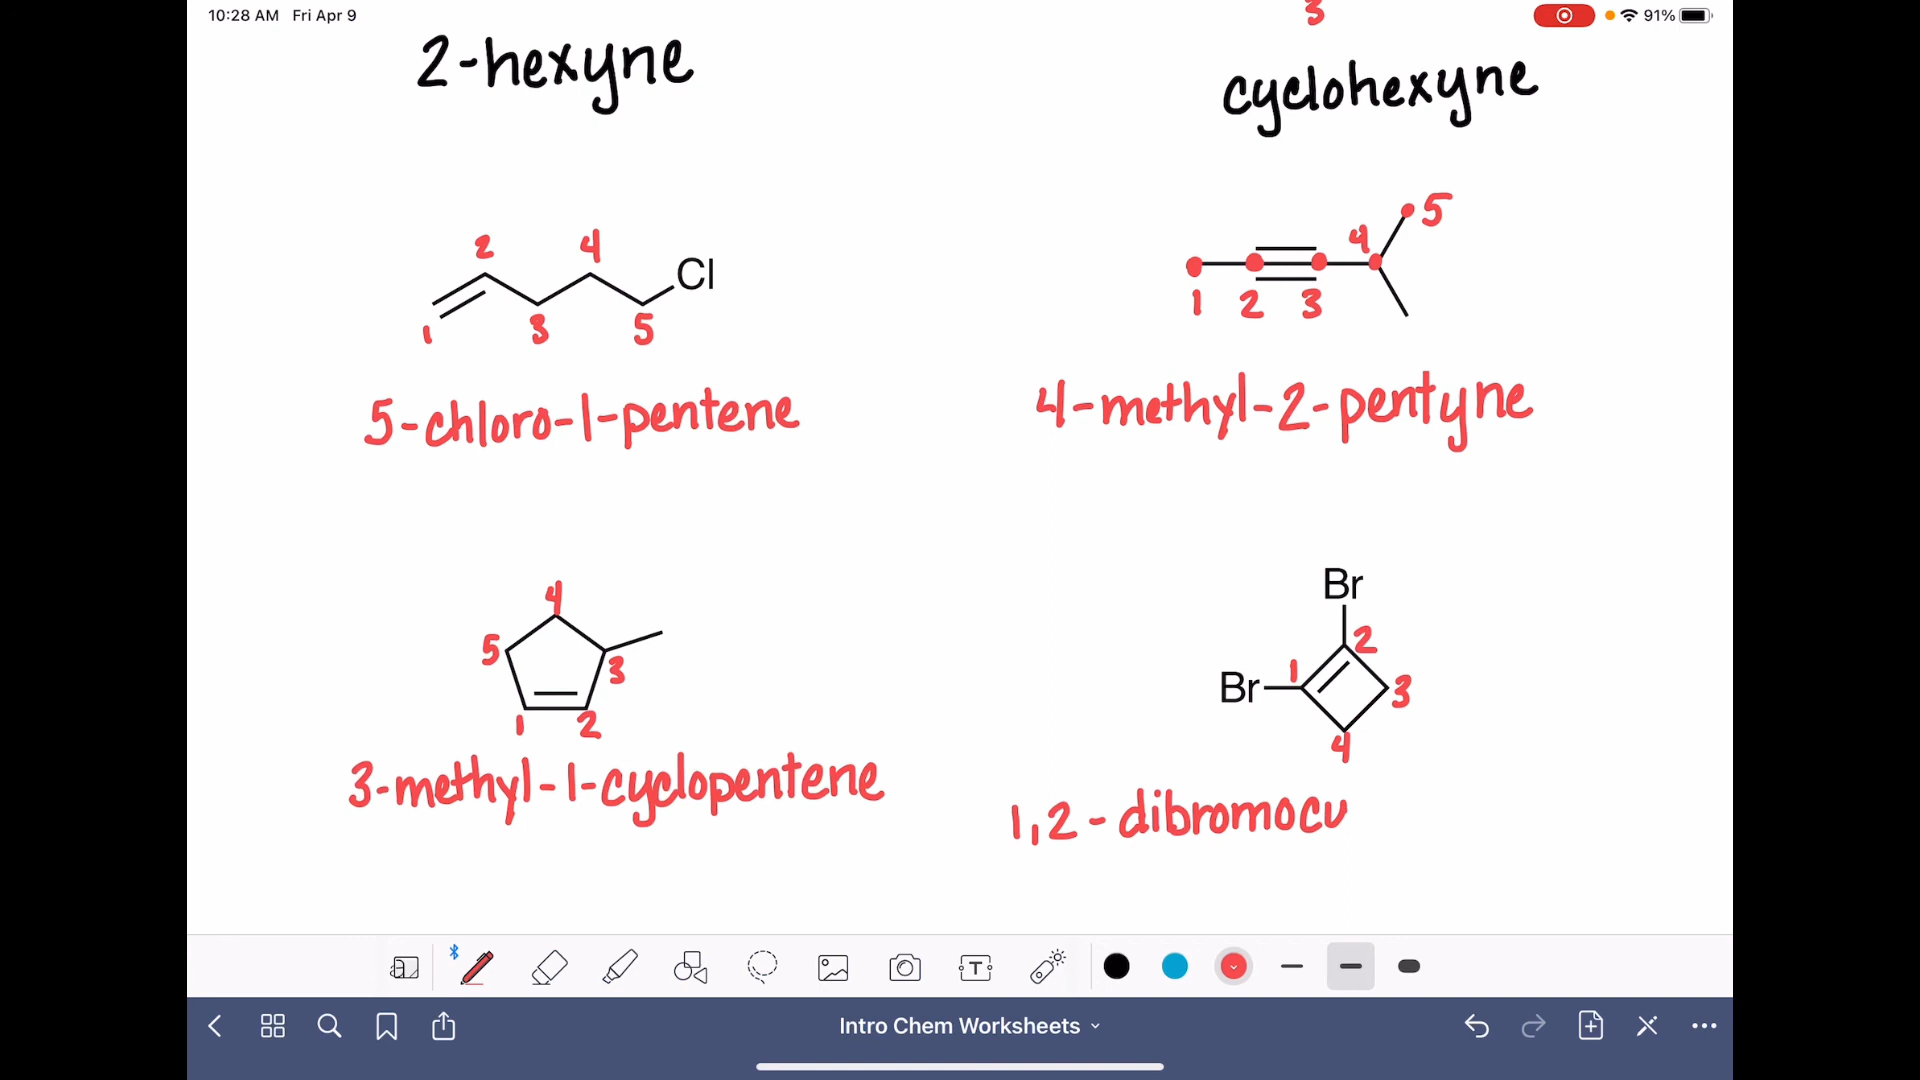 10:28 AM Fri Apr 9
91%
3
2-hexyne
cyclohexyne
1 2 3 4 5 Cl
5-chloro-1-pentene
1 2 3 4 5
4-methyl-2-pentyne
4
5
3
1 2
3-methyl-1-cyclopentene
Br
2
Br 1
3
4
1,2-dibromocu
T
Intro Chem Worksheets